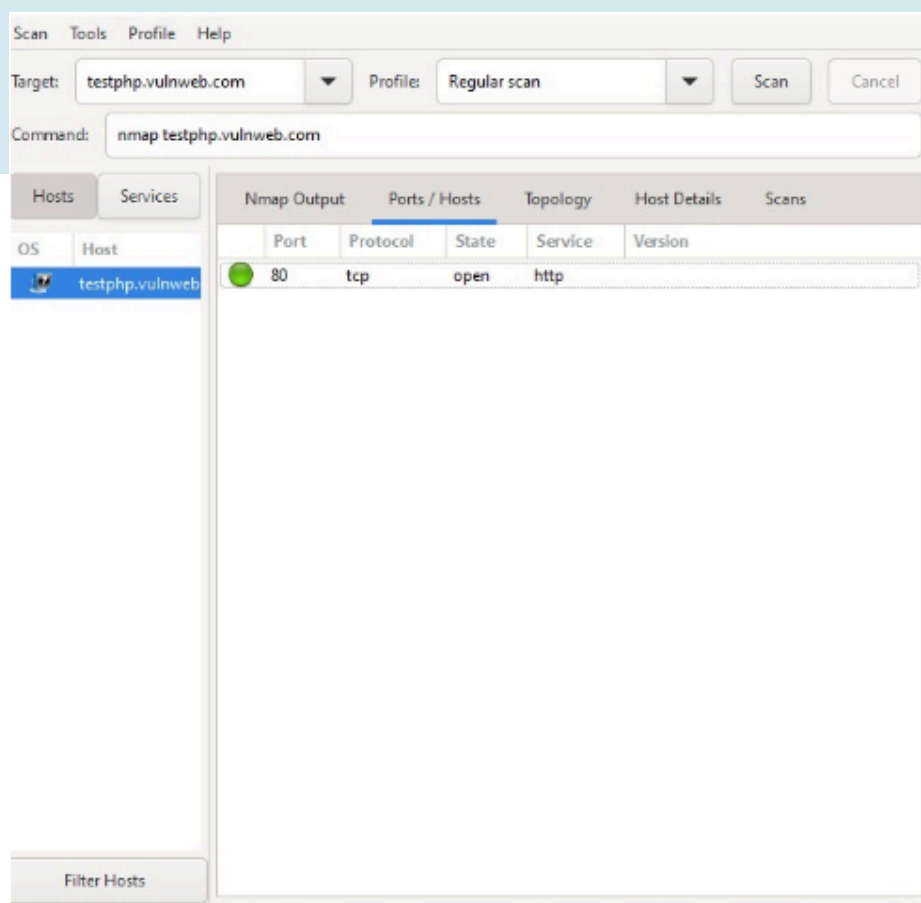 Scan Tools Profile Help
Target: testphp.vulnweb.com Profile: Regular scan Scan Cancel
Command: nmap testphp.vulnweb.com
Hosts Services Nmap Output Ports / Hosts Topology Host Details Scans
OS Host Port Protocol State Service Version
testphp.vulnweb 80 tcp open http
Filter Hosts